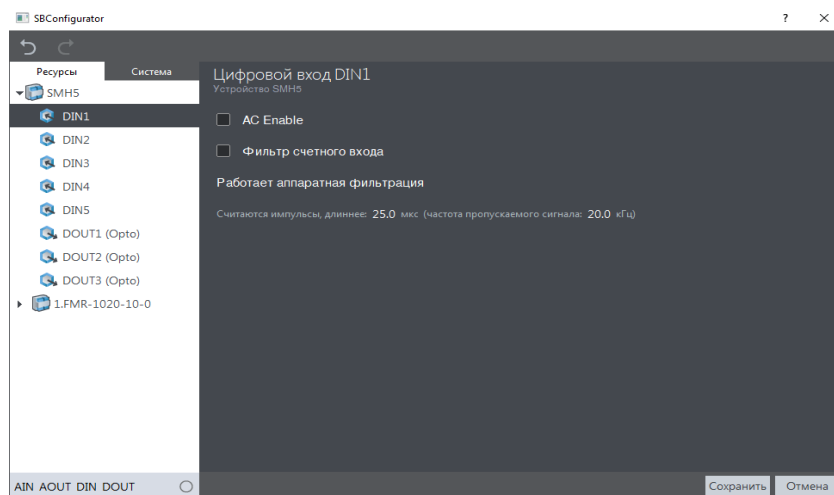 SBConfigurator
?
Ресурсы Система
Цифровой вход DIN1
Устройство SMH5
SMH5
DIN1
AC Enable
DIN2
Фильтр счетного входа
DIN3
DIN4
Работает аппаратная фильтрация
DIN5
Считаются импульсы, длиннее: 25.0 мкс (частота пропускаемого сигнала: 20.0 кГц)
DOUT1 (Opto)
DOUT2 (Opto)
DOUT3 (Opto)
1.FMR-1020-10-0
AIN AOUT DIN DOUT
Сохранить Отмена